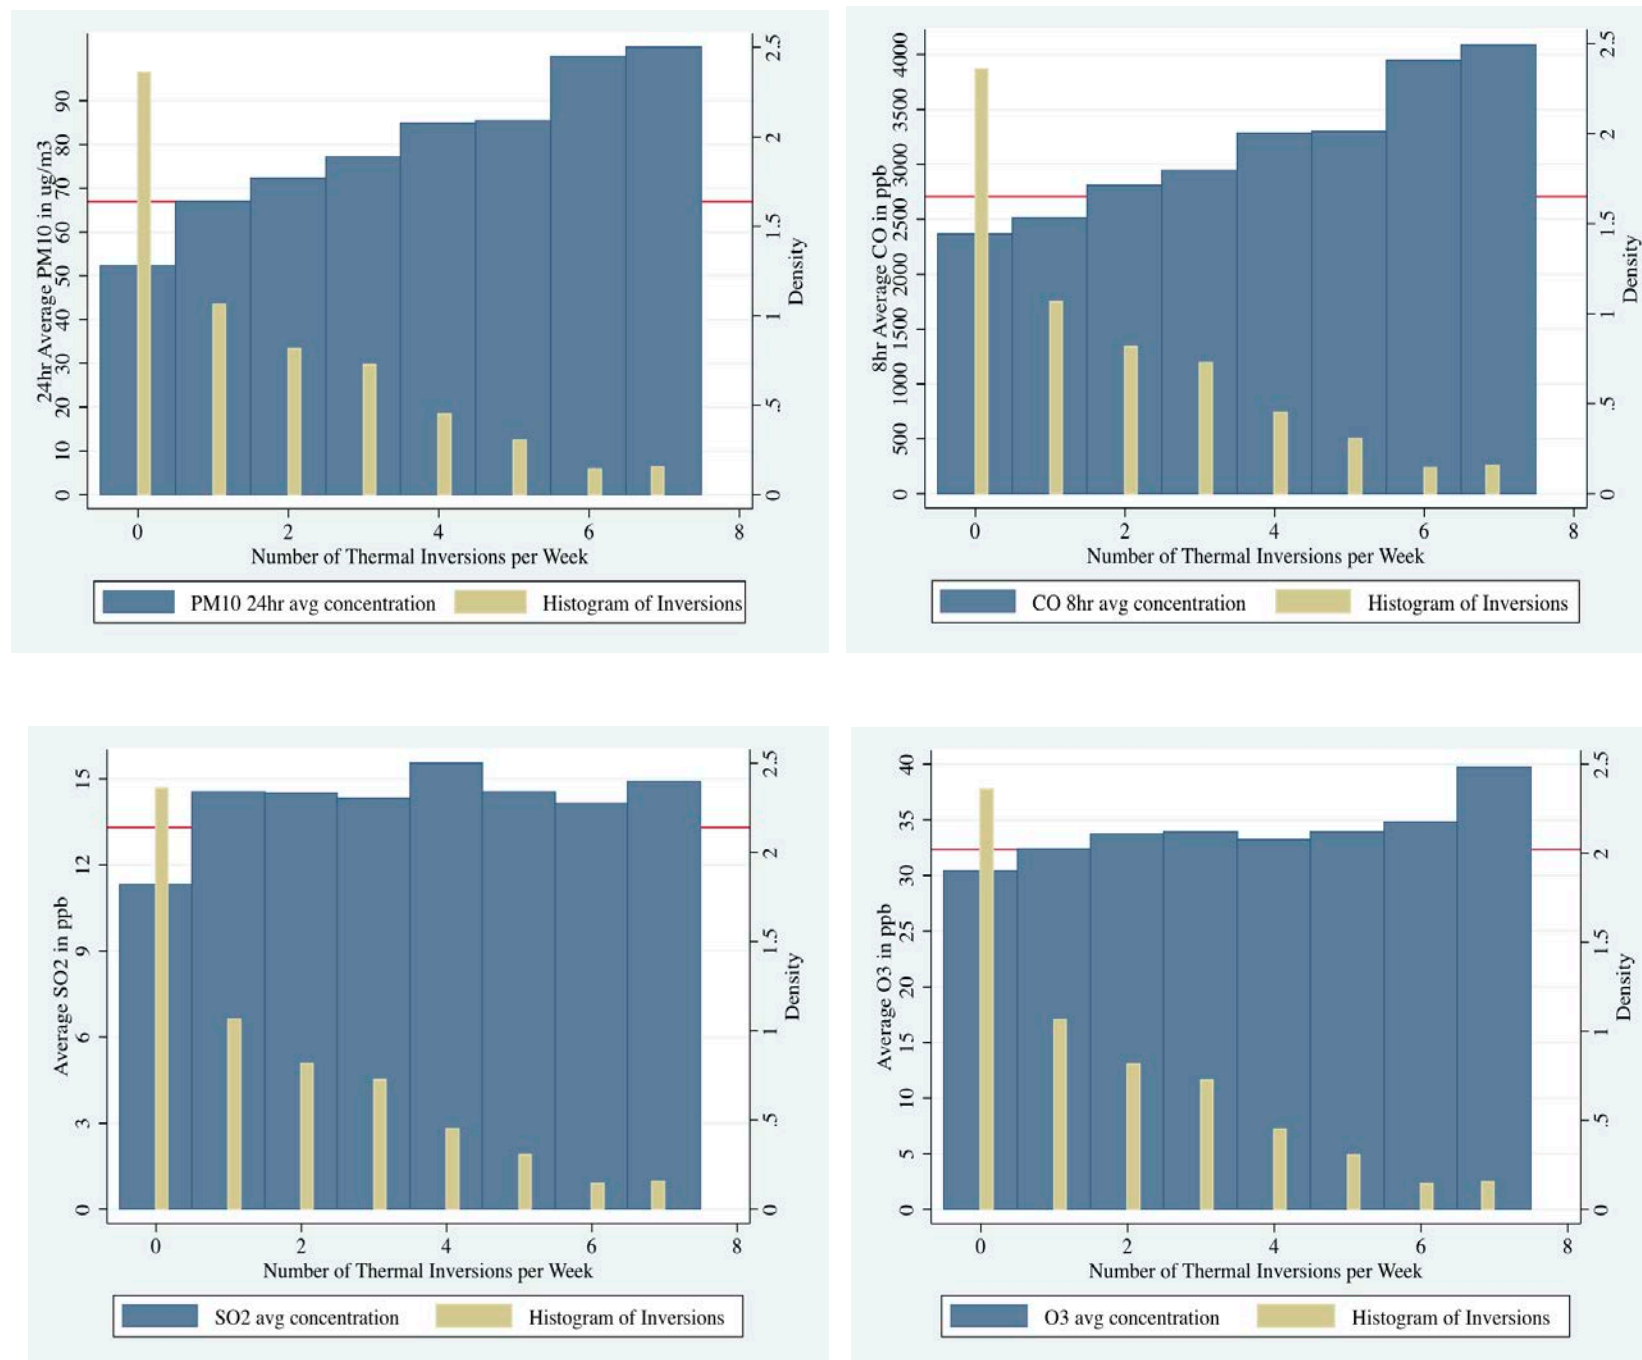 24hr Average PM10 in ug/m3
0 10 20 30 40 50 60 70 80 90
0 .5 1 1.5 2 2.5
Density
0 2 4 6 8
Number of Thermal Inversions per Week
PM10 24hr avg concentration Histogram of Inversions
8hr Average CO in ppb
0 500 1000 1500 2000 2500 3000 3500 4000
0 .5 1 1.5 2 2.5
Density
0 2 4 6 8
Number of Thermal Inversions per Week
CO 8hr avg concentration Histogram of Inversions
Average SO2 in ppb
0 3 6 9 12 15
0 .5 1 1.5 2 2.5
Density
0 2 4 6 8
Number of Thermal Inversions per Week
SO2 avg concentration Histogram of Inversions
Average O3 in ppb
0 5 10 15 20 25 30 35 40
0 .5 1 1.5 2 2.5
Density
0 2 4 6 8
Number of Thermal Inversions per Week
O3 avg concentration Histogram of Inversions